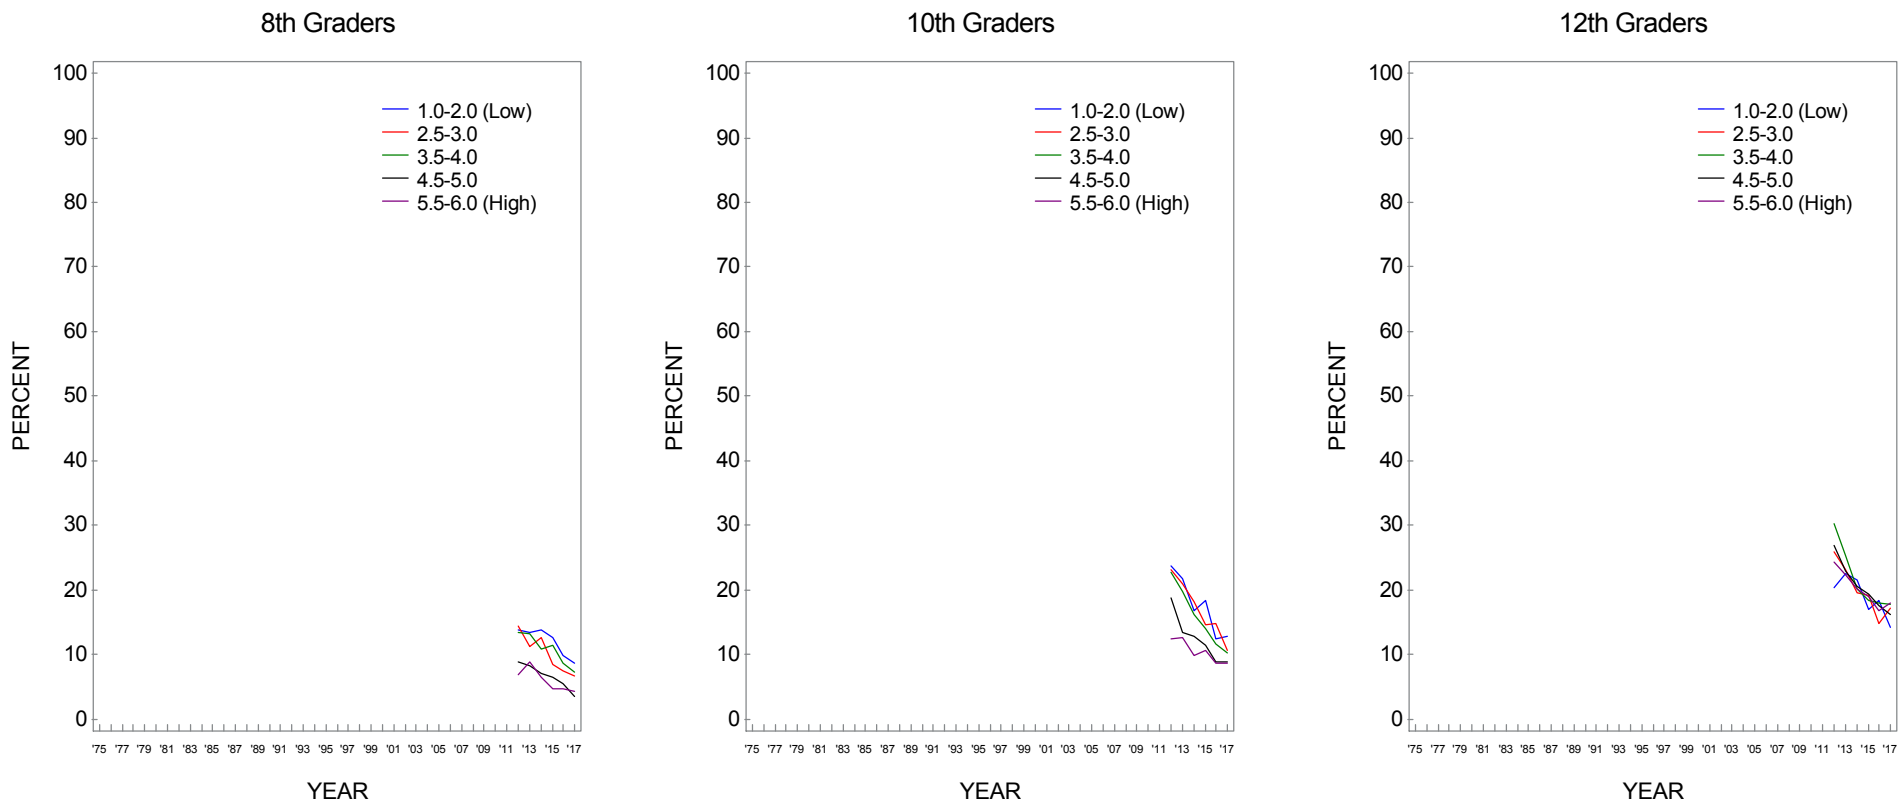 8th Graders
100
90
80
70
60
50
40
30
20
10
0
PERCENT
1.0-2.0 (Low)
2.5-3.0
3.5-4.0
4.5-5.0
5.5-6.0 (High)
'75 '77 '79 '81 '83 '85 '87 '89 '91 '93 '95 '97 '99 '01 '03 '05 '07 '09 '11 '13 '15 '17
YEAR
10th Graders
100
90
80
70
60
50
40
30
20
10
0
PERCENT
1.0-2.0 (Low)
2.5-3.0
3.5-4.0
4.5-5.0
5.5-6.0 (High)
'75 '77 '79 '81 '83 '85 '87 '89 '91 '93 '95 '97 '99 '01 '03 '05 '07 '09 '11 '13 '15 '17
YEAR
12th Graders
100
90
80
70
60
50
40
30
20
10
0
PERCENT
1.0-2.0 (Low)
2.5-3.0
3.5-4.0
4.5-5.0
5.5-6.0 (High)
'75 '77 '79 '81 '83 '85 '87 '89 '91 '93 '95 '97 '99 '01 '03 '05 '07 '09 '11 '13 '15 '17
YEAR